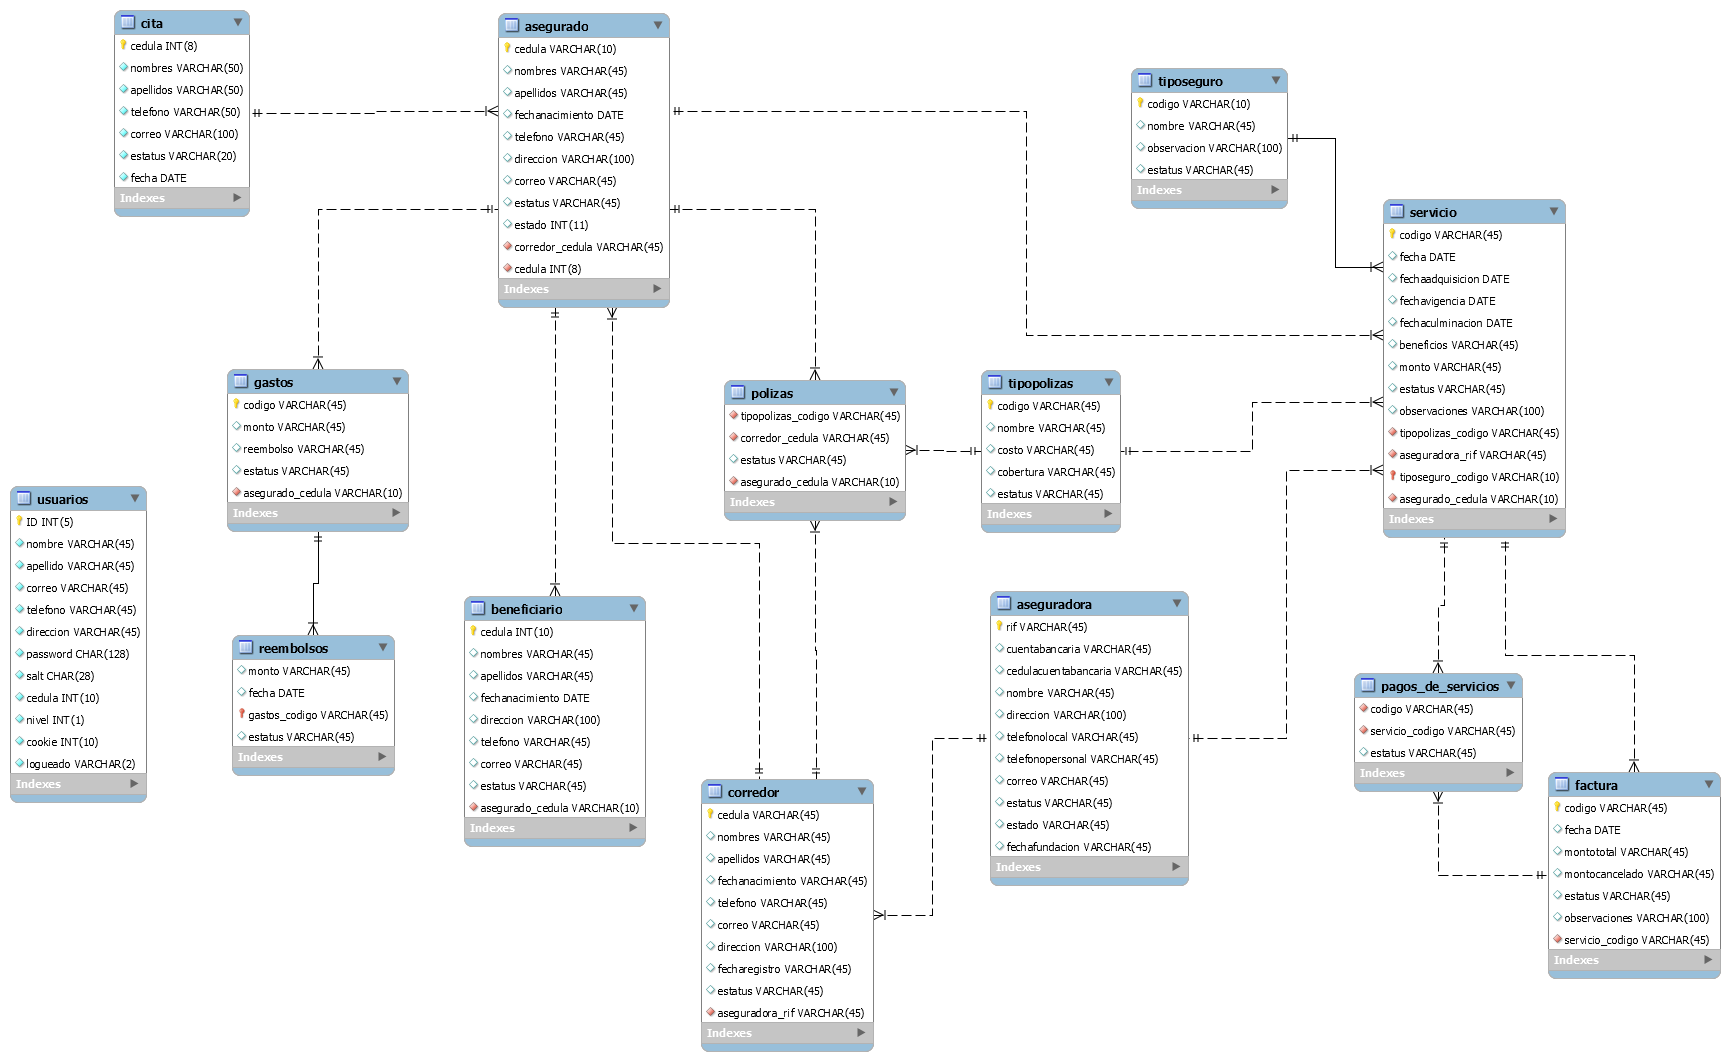 cita
cedula INT(8)
nombres VARCHAR(50)
apellidos VARCHAR(50)
telefono VARCHAR(50)
correo VARCHAR(100)
estatus VARCHAR(20)
fecha DATE
Indexes
asegurado
cedula VARCHAR(10)
nombres VARCHAR(45)
apellidos VARCHAR(45)
fechanacimiento DATE
telefono VARCHAR(45)
direccion VARCHAR(100)
correo VARCHAR(45)
estatus VARCHAR(45)
estado INT(11)
corredor_cedula VARCHAR(45)
cedula INT(8)
Indexes
tiposeguro
codigo VARCHAR(10)
nombre VARCHAR(45)
observacion VARCHAR(100)
estatus VARCHAR(45)
Indexes
servicio
codigo VARCHAR(45)
fecha DATE
fechaadquisicion DATE
fechavigencia DATE
fechaculminacion DATE
beneficios VARCHAR(45)
monto VARCHAR(45)
estatus VARCHAR(45)
observaciones VARCHAR(100)
tipopolizas_codigo VARCHAR(45)
aseguradora_rif VARCHAR(45)
tiposeguro_codigo VARCHAR(10)
asegurado_cedula VARCHAR(10)
Indexes
gastos
codigo VARCHAR(45)
monto VARCHAR(45)
reembolso VARCHAR(45)
estatus VARCHAR(45)
asegurado_cedula VARCHAR(10)
Indexes
polizas
tipopolizas_codigo VARCHAR(45)
corredor_cedula VARCHAR(45)
estatus VARCHAR(45)
asegurado_cedula VARCHAR(10)
Indexes
tipopolizas
codigo VARCHAR(45)
nombre VARCHAR(45)
costo VARCHAR(45)
cobertura VARCHAR(45)
estatus VARCHAR(45)
Indexes
usuarios
ID INT(5)
nombre VARCHAR(45)
apellido VARCHAR(45)
correo VARCHAR(45)
telefono VARCHAR(45)
direccion VARCHAR(45)
password CHAR(128)
salt CHAR(28)
cedula INT(10)
nivel INT(1)
cookie INT(10)
logueado VARCHAR(2)
Indexes
reembolsos
monto VARCHAR(45)
fecha DATE
gastos_codigo VARCHAR(45)
estatus VARCHAR(45)
Indexes
beneficiario
cedula INT(10)
nombres VARCHAR(45)
apellidos VARCHAR(45)
fechanacimiento DATE
direccion VARCHAR(100)
telefono VARCHAR(45)
correo VARCHAR(45)
estatus VARCHAR(45)
asegurado_cedula VARCHAR(10)
Indexes
aseguradora
rif VARCHAR(45)
cuentabancaria VARCHAR(45)
cedulacuentabancaria VARCHAR(45)
nombre VARCHAR(45)
direccion VARCHAR(100)
telefonolocal VARCHAR(45)
telefonopersonal VARCHAR(45)
correo VARCHAR(45)
estatus VARCHAR(45)
estado VARCHAR(45)
fechafundacion VARCHAR(45)
Indexes
pagos_de_servicios
codigo VARCHAR(45)
servicio_codigo VARCHAR(45)
estatus VARCHAR(45)
Indexes
corredor
cedula VARCHAR(45)
nombres VARCHAR(45)
apellidos VARCHAR(45)
fechanacimiento VARCHAR(45)
telefono VARCHAR(45)
correo VARCHAR(45)
direccion VARCHAR(100)
fecharegistro VARCHAR(45)
estatus VARCHAR(45)
aseguradora_rif VARCHAR(45)
Indexes
factura
codigo VARCHAR(45)
fecha DATE
montototal VARCHAR(45)
montocancelado VARCHAR(45)
estatus VARCHAR(45)
observaciones VARCHAR(100)
servicio_codigo VARCHAR(45)
Indexes